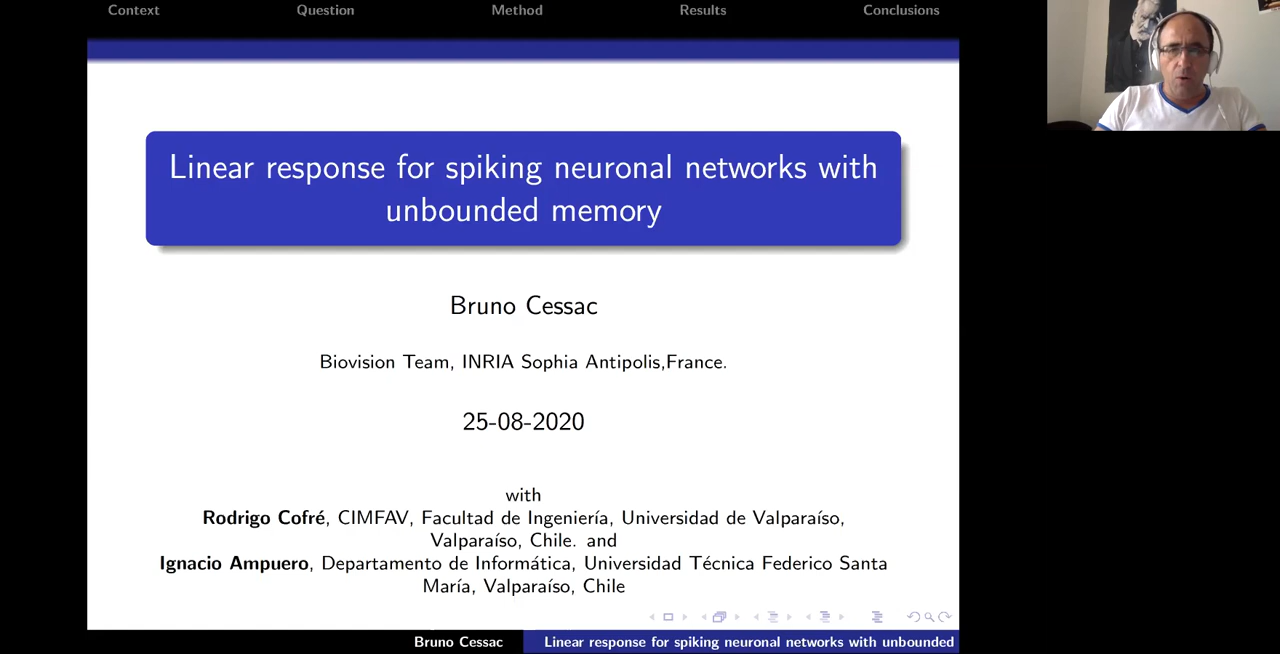 Context Question Method Results Conclusions
Linear response for spiking neuronal networks with
unbounded memory
Bruno Cessac
Biovision Team, INRIA Sophia Antipolis,France.
25-08-2020
with
Rodrigo Cofré, CIMFAV, Facultad de Ingeniería, Universidad de Valparaíso,
Valparaíso, Chile. and
Ignacio Ampuero, Departamento de Informática, Universidad Técnica Federico Santa
María, Valparaíso, Chile
Bruno Cessac Linear response for spiking neuronal networks with unbounded